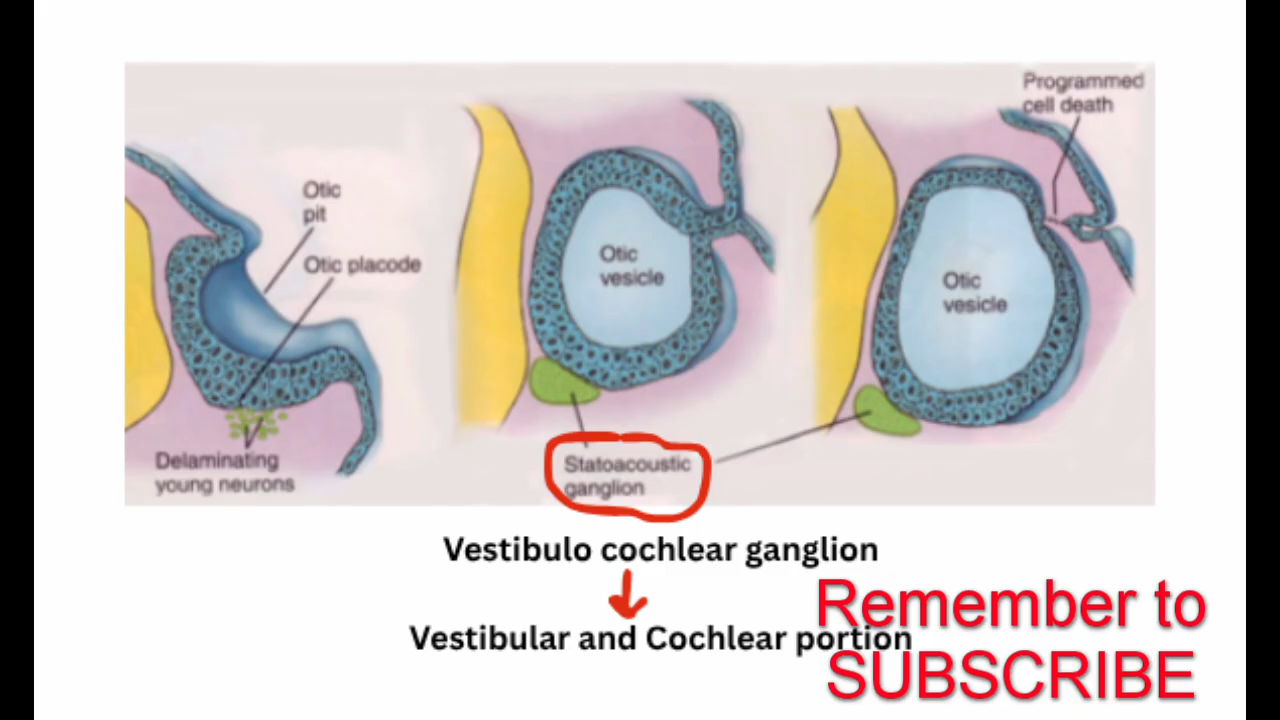 Programmed
cell death
Otic
pit
Otic placode
Otic
vesicle
Otic
vesicle
Delaminating
young neurons
Statoacoustic
ganglion
Vestibulo cochlear ganglion
Vestibular and Cochlear portion
Remember to
SUBSCRIBE